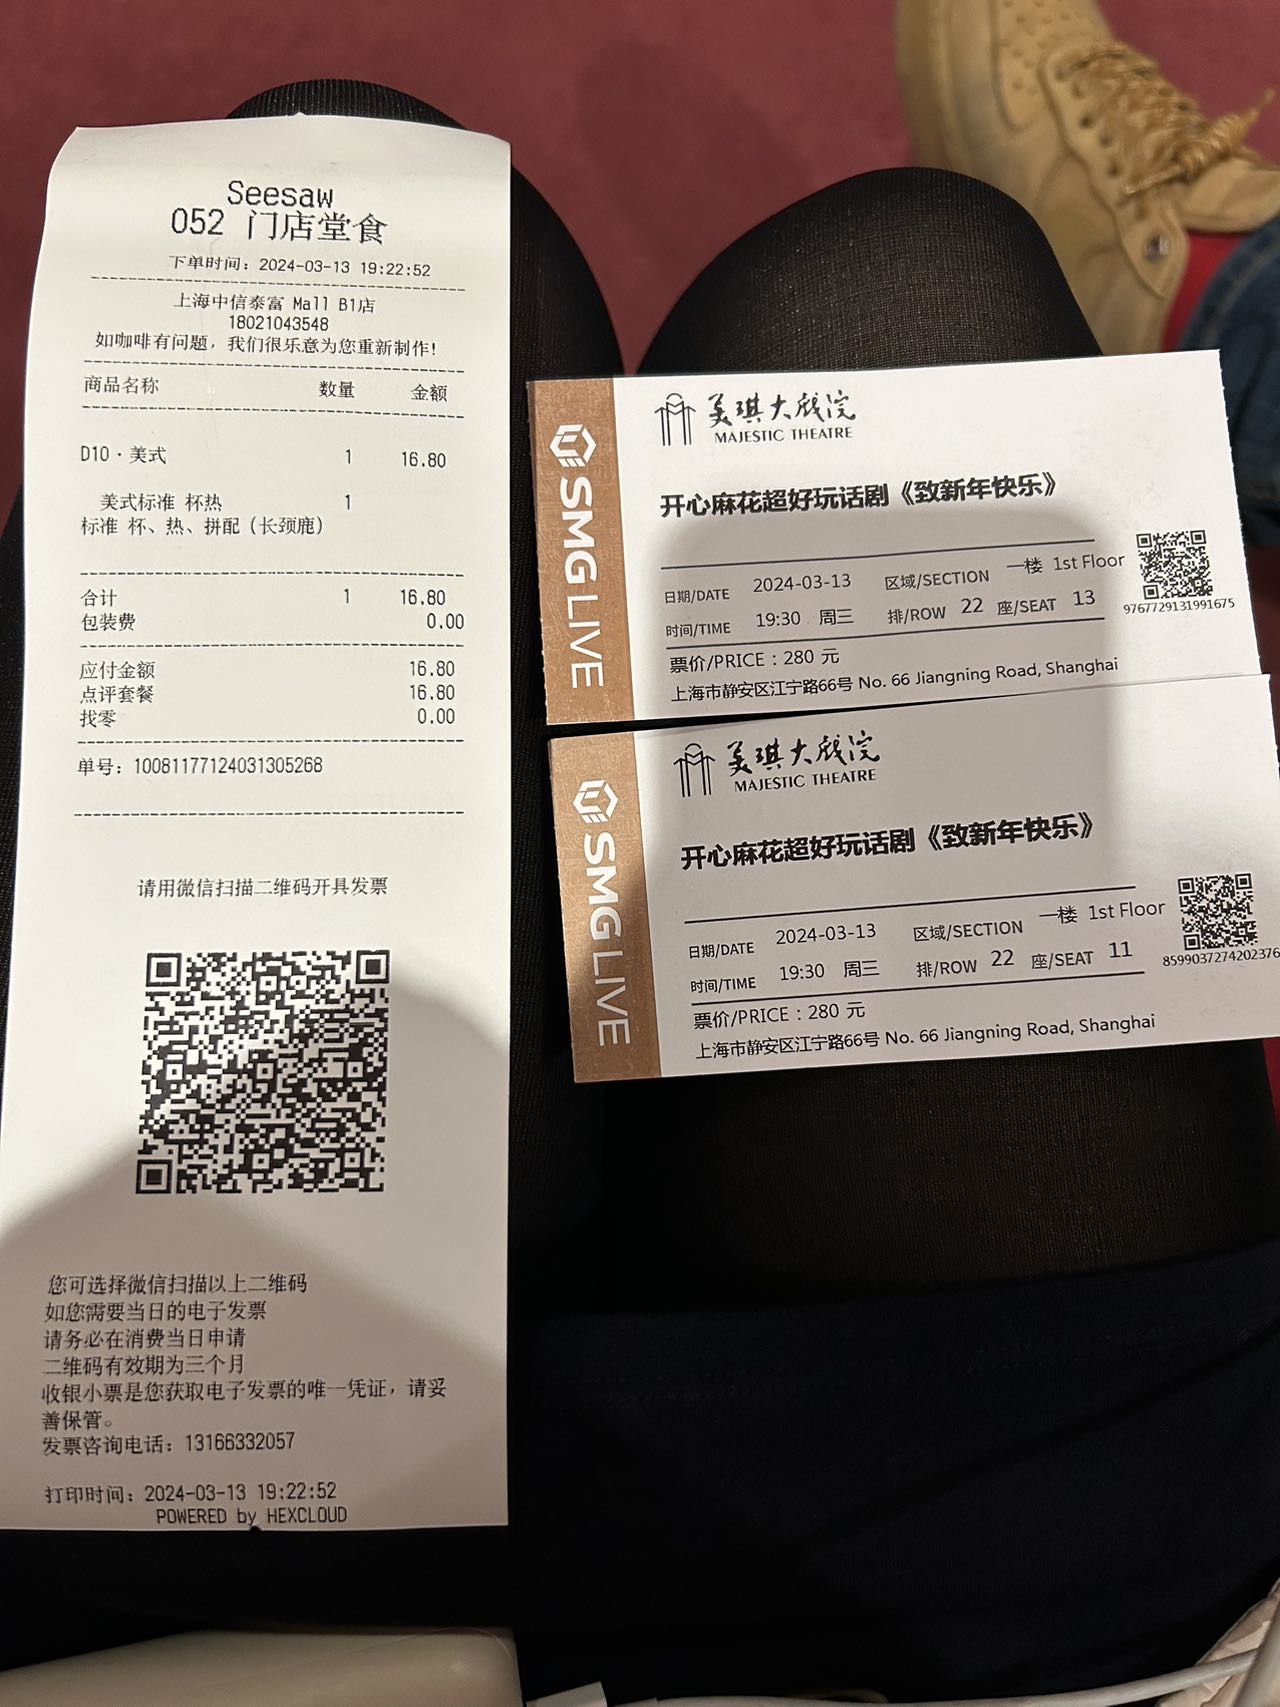 Seesaw
052 门店堂食
下单时间：2024-03-13 19:22:52
上海中信泰富 Mall B1店
18021043548
如咖啡有问题，我们很乐意为您重新制作！
商品名称 数量 金额
D10·美式 1 16.80
美式标准 杯热 1
标准 杯、热、拼配（长颈鹿）
合计 1 16.80
包装费 0.00
应付金额 16.80
点评套餐 16.80
找零 0.00
单号：10081177124031305268
请用微信扫描二维码开具发票
您可选择微信扫描以上二维码
如您需要当日的电子发票
请务必在消费当日申请
二维码有效期为三个月
收银小票是您获取电子发票的唯一凭证，请妥
善保管。
发票咨询电话：13166332057
打印时间：2024-03-13 19:22:52
POWERED by HEXCLOUD
SMG LIVE
美琪大戏院
MAJESTIC THEATRE
开心麻花超好玩话剧《致新年快乐》
日期/DATE 2024-03-13 区域/SECTION 一楼 1st Floor
时间/TIME 19:30 周三 排/ROW 22 座/SEAT 13
9767729131991675
票价/PRICE：280 元
上海市静安区江宁路66号 No. 66 Jiangning Road, Shanghai
SMG LIVE
美琪大戏院
MAJESTIC THEATRE
开心麻花超好玩话剧《致新年快乐》
日期/DATE 2024-03-13 区域/SECTION 一楼 1st Floor
时间/TIME 19:30 周三 排/ROW 22 座/SEAT 11
8599037274202376
票价/PRICE：280 元
上海市静安区江宁路66号 No. 66 Jiangning Road, Shanghai